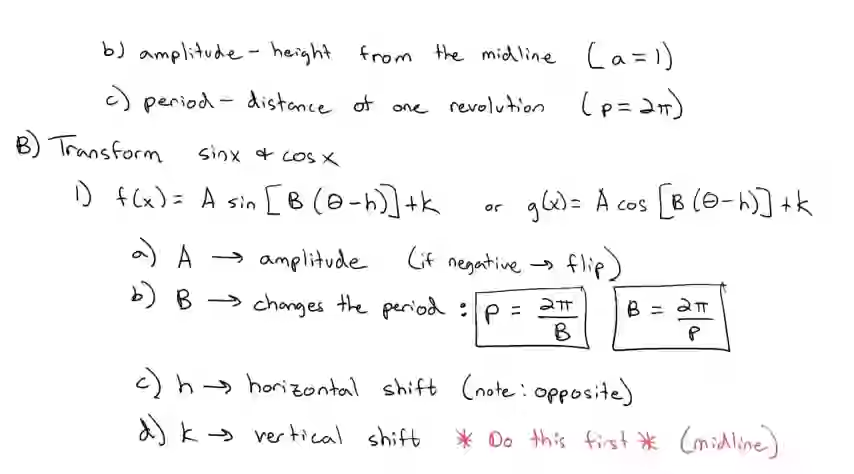 b) amplitude - height from the midline (a = 1)
c) period - distance of one revolution (p = 2π)
B) Transform sinx & cosx
1) f(x) = A sin [B (θ-h)] + k or g(x) = A cos [B (θ-h)] + k
a) A → amplitude (if negative → flip)
b) B → changes the period : P = 2π/B B = 2π/P
c) h → horizontal shift (note: opposite)
d) k → vertical shift * Do this first * (midline)